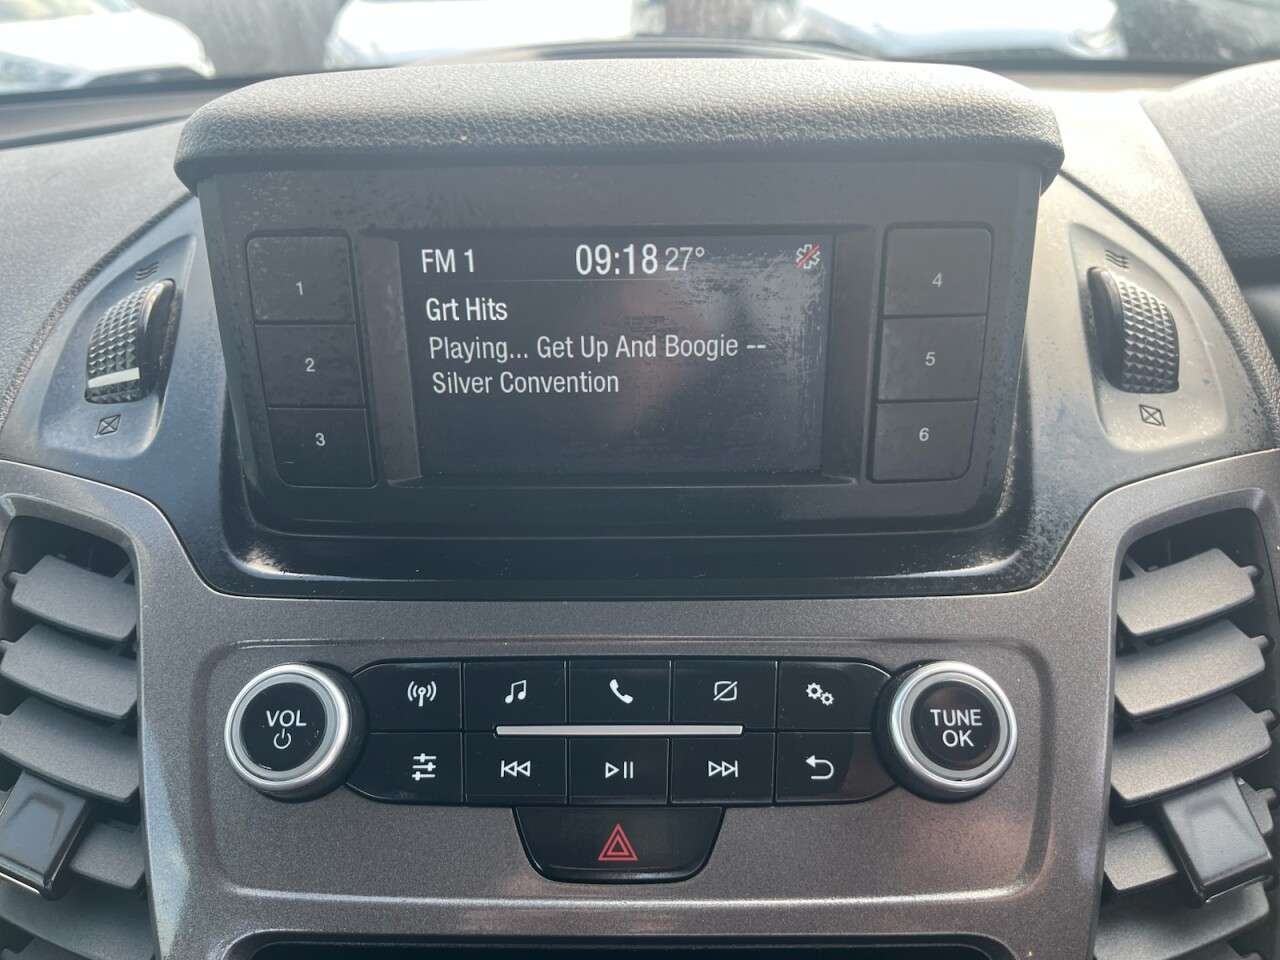 FM 1 09:18 27°
Grt Hits
Playing... Get Up And Boogie --
Silver Convention
1
2
3
4
5
6
VOL
TUNE
OK